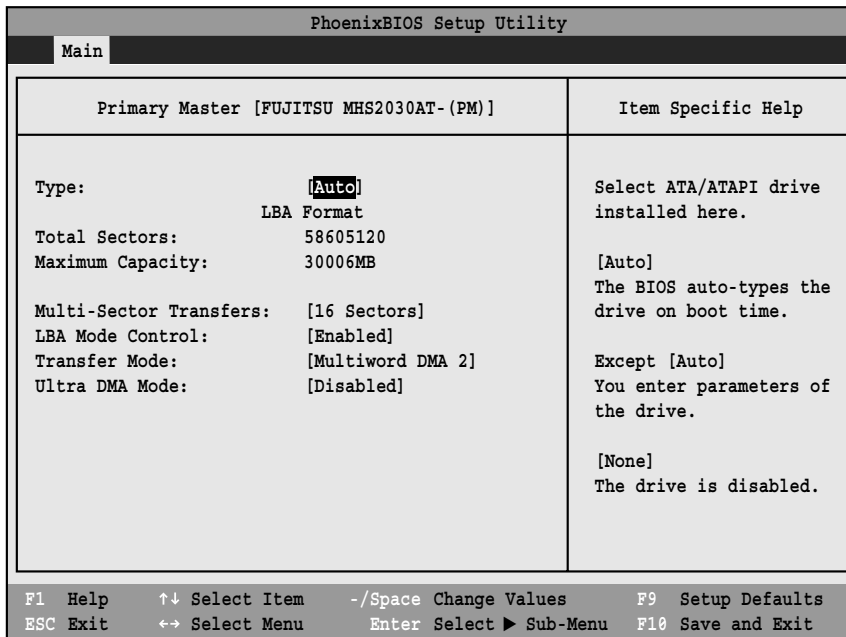 PhoenixBIOS Setup Utility
Main
Primary Master [FUJITSU MHS2030AT-(PM)]
Type: [Auto]
LBA Format
Total Sectors: 58605120
Maximum Capacity: 30006MB
Multi-Sector Transfers: [16 Sectors]
LBA Mode Control: [Enabled]
Transfer Mode: [Multiword DMA 2]
Ultra DMA Mode: [Disabled]
Item Specific Help
Select ATA/ATAPI drive
installed here.
[Auto]
The BIOS auto-types the
drive on boot time.
Except [Auto]
You enter parameters of
the drive.
[None]
The drive is disabled.
F1 Help ↑↓ Select Item -/Space Change Values F9 Setup Defaults
ESC Exit ←→ Select Menu Enter Select ▶ Sub-Menu F10 Save and Exit